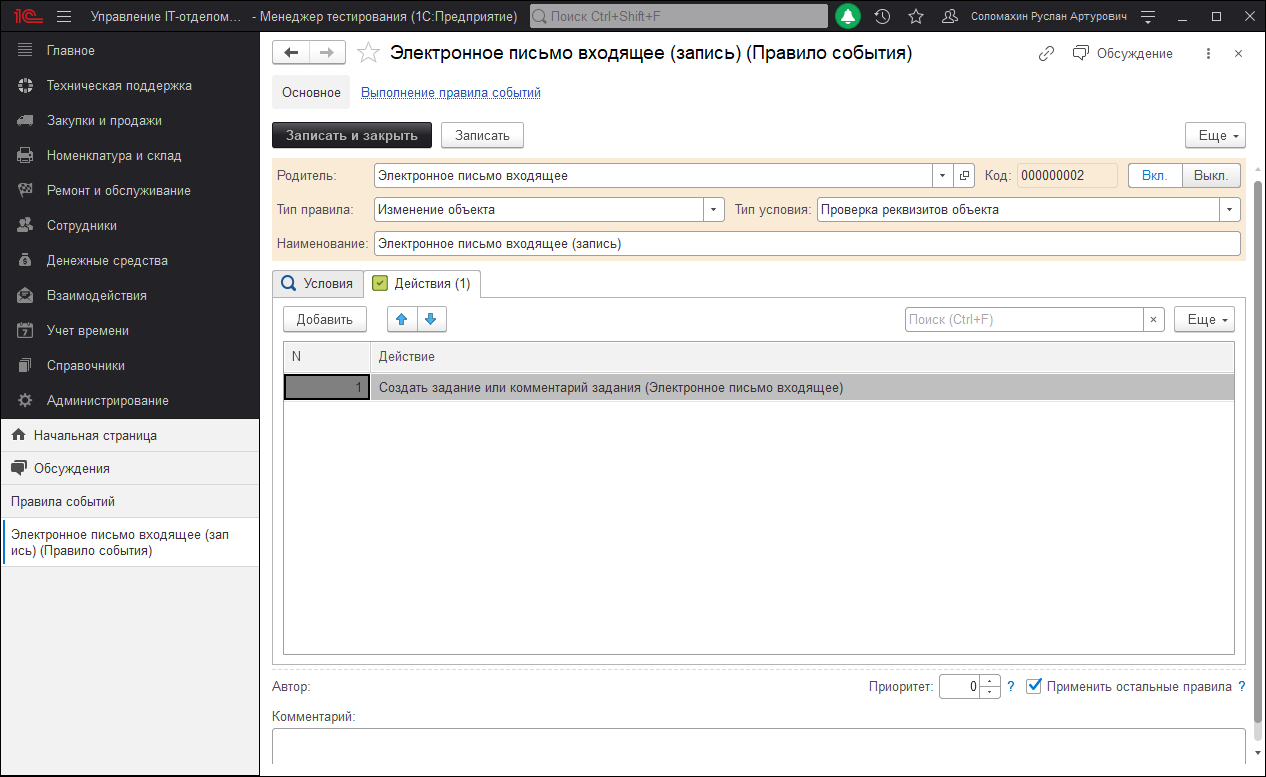 1С Управление IT-отделом... - Менеджер тестирования (1С:Предприятие) Поиск Ctrl+Shift+F Соломахин Руслан Артурович
Главное
Техническая поддержка
Закупки и продажи
Номенклатура и склад
Ремонт и обслуживание
Сотрудники
Денежные средства
Взаимодействия
Учет времени
Справочники
Администрирование
Начальная страница
Обсуждения
Правила событий
Электронное письмо входящее (зап
ись) (Правило события)
Электронное письмо входящее (запись) (Правило события) Обсуждение
Основное Выполнение правила событий
Записать и закрыть Записать Еще
Родитель: Электронное письмо входящее Код: 000000002 Вкл. Выкл.
Тип правила: Изменение объекта Тип условия: Проверка реквизитов объекта
Наименование: Электронное письмо входящее (запись)
Условия Действия (1)
Добавить Поиск (Ctrl+F) × Еще
N Действие
1 Создать задание или комментарий задания (Электронное письмо входящее)
Автор: Приоритет: 0 ? Применить остальные правила ?
Комментарий: